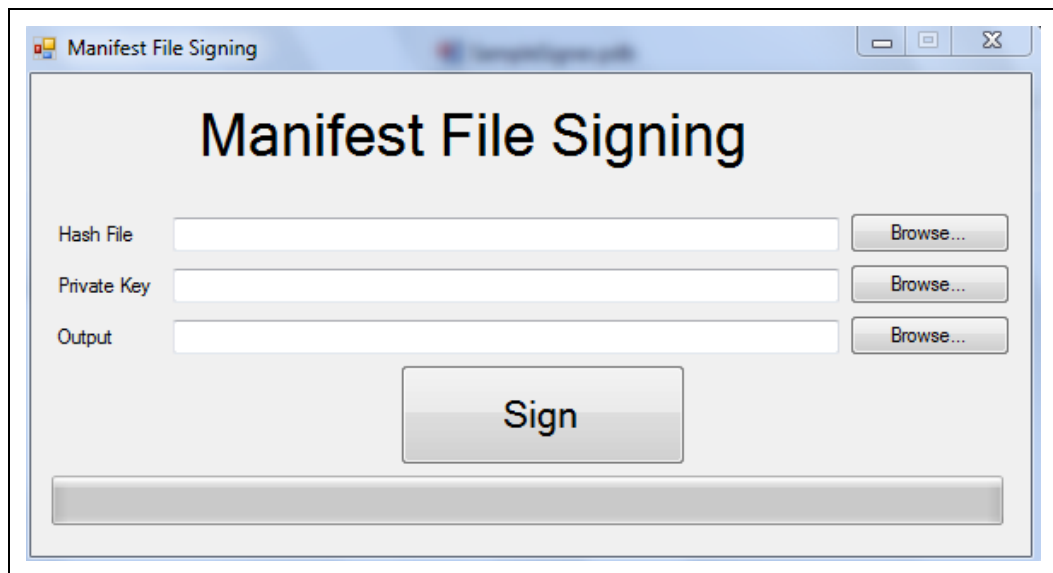 Manifest File Signing
Manifest File Signing
Hash File
Browse...
Private Key
Browse...
Output
Browse...
Sign